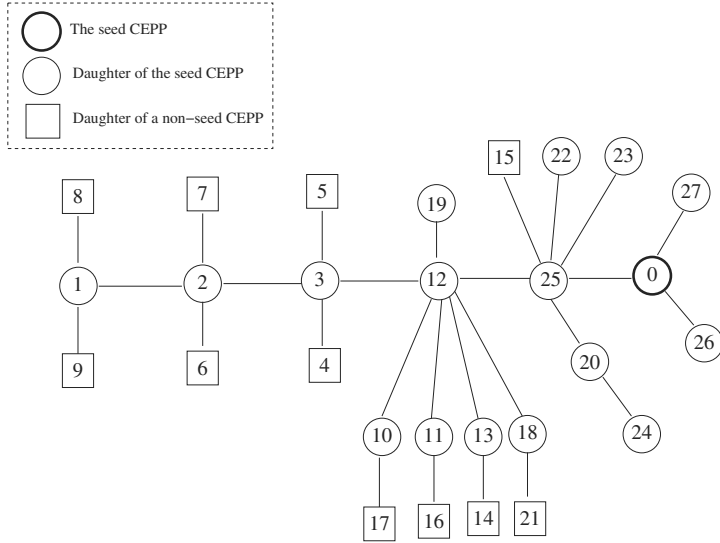 The seed CEPP
Daughter of the seed CEPP
Daughter of a non−seed CEPP
15 22 23
8 7 5 19 27
1 2 3 12 25 0
9 6 4 20 26
10 11 13 18 24
17 16 14 21